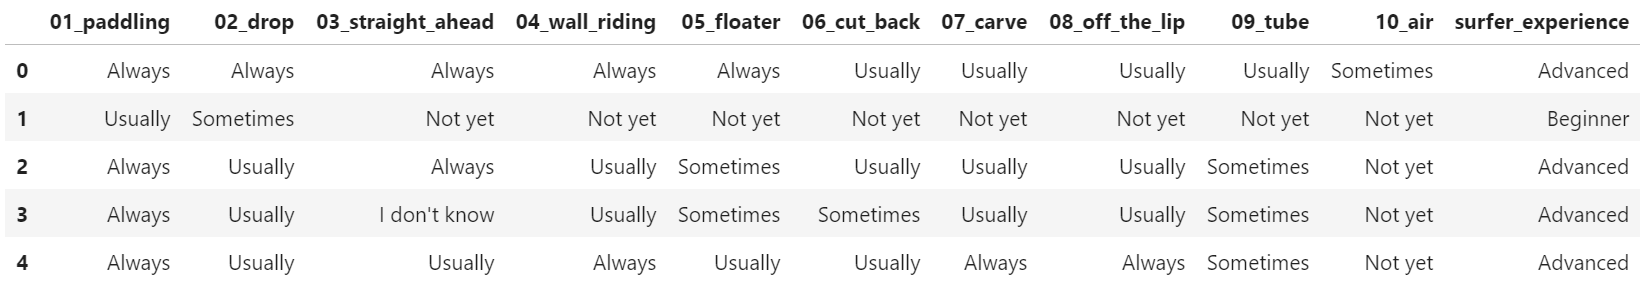 01_paddling 02_drop 03_straight_ahead 04_wall_riding 05_floater 06_cut_back 07_carve 08_off_the_lip 09_tube 10_air surfer_experience
0 Always Always Always Always Always Usually Usually Usually Usually Sometimes Advanced
1 Usually Sometimes Not yet Not yet Not yet Not yet Not yet Not yet Not yet Not yet Beginner
2 Always Usually Always Usually Sometimes Usually Usually Usually Sometimes Not yet Advanced
3 Always Usually I don't know Usually Sometimes Sometimes Usually Usually Sometimes Not yet Advanced
4 Always Usually Usually Always Usually Usually Always Always Sometimes Not yet Advanced